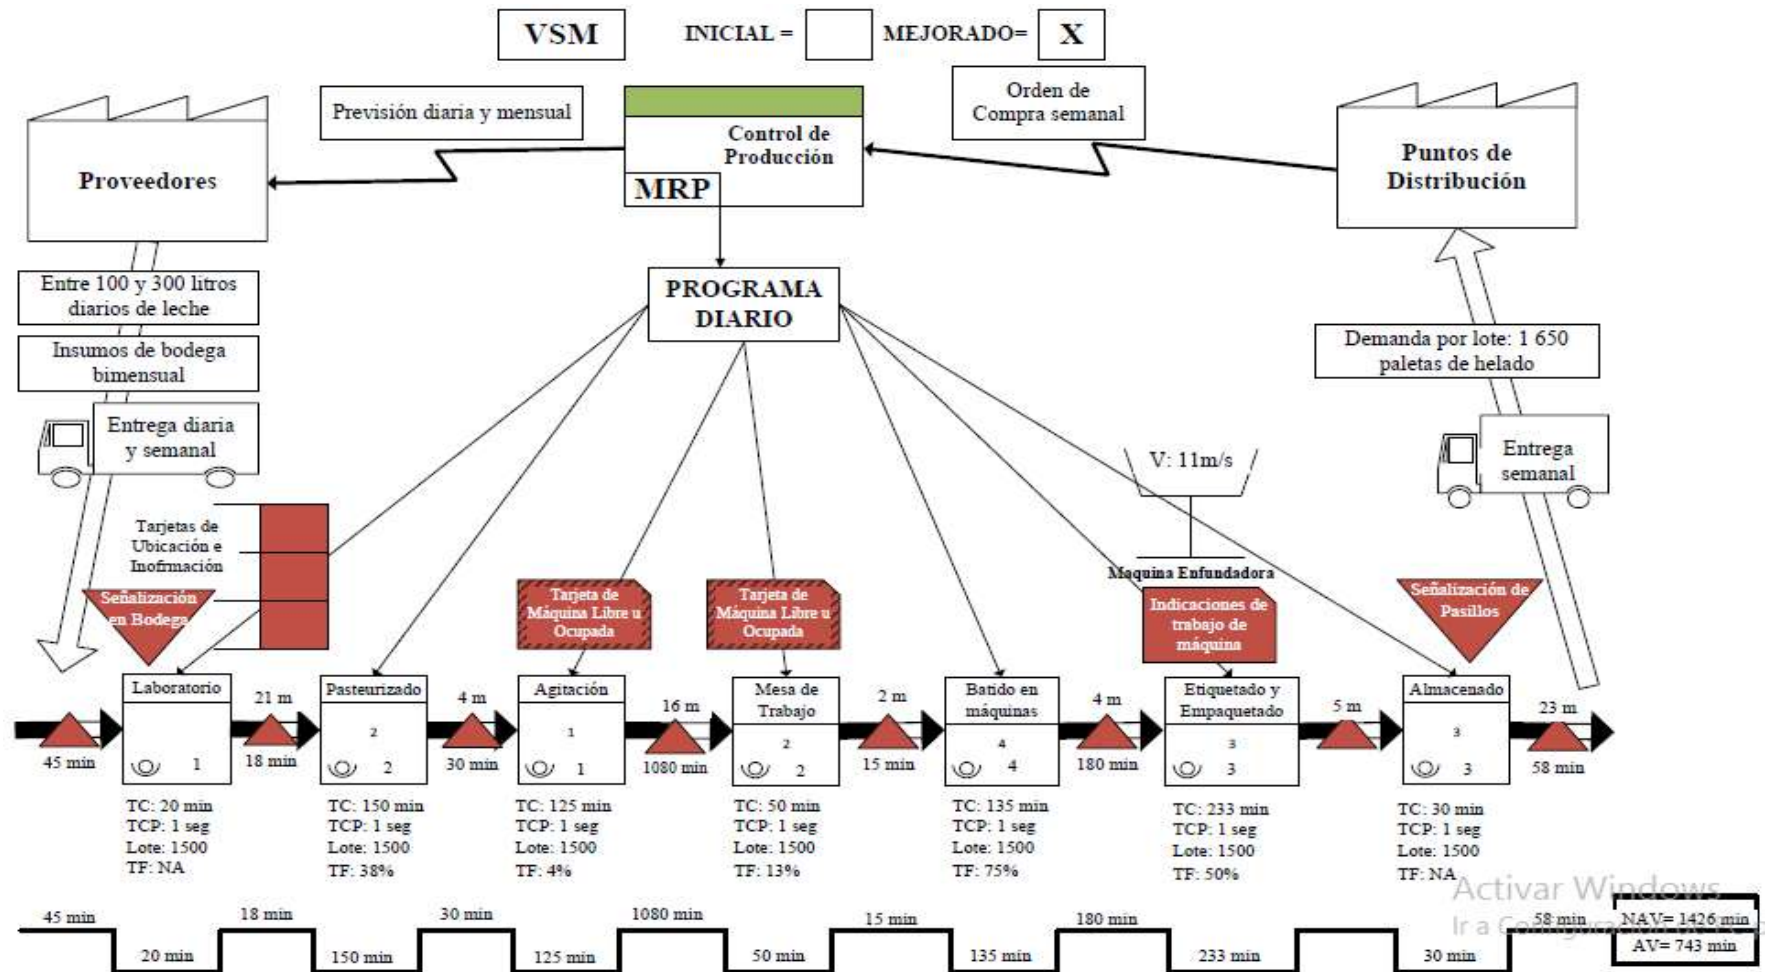 VSM
INICIAL =
MEJORADO=
X
Previsión diaria y mensual
Orden de
Compra semanal
Control de
Producción
MRP
Proveedores
Puntos de
Distribución
PROGRAMA
DIARIO
Entre 100 y 300 litros
diarios de leche
Insumos de bodega
bimensual
Entrega diaria
y semanal
Demanda por lote: 1 650
paletas de helado
Entrega
semanal
V: 11m/s
Maquina Enfundadora
Tarjetas de
Ubicación e
Inofrmación
Señalización
en Bodega
Tarjeta de
Máquina Libre u
Ocupada
Tarjeta de
Máquina Libre u
Ocupada
Indicaciones de
trabajo de
máquina
Señalización de
Pasillos
45 min
Laboratorio
1
TC: 20 min
TCP: 1 seg
Lote: 1500
TF: NA
21 m
18 min
Pasteurizado
2
2
TC: 150 min
TCP: 1 seg
Lote: 1500
TF: 38%
4 m
30 min
Agitación
1
1
TC: 125 min
TCP: 1 seg
Lote: 1500
TF: 4%
16 m
1080 min
Mesa de
Trabajo
2
2
TC: 50 min
TCP: 1 seg
Lote: 1500
TF: 13%
2 m
15 min
Batido en
máquinas
4
4
TC: 135 min
TCP: 1 seg
Lote: 1500
TF: 75%
4 m
180 min
Etiquetado y
Empaquetado
3
3
TC: 233 min
TCP: 1 seg
Lote: 1500
TF: 50%
5 m
Almacenado
3
3
TC: 30 min
TCP: 1 seg
Lote: 1500
TF: NA
23 m
58 min
Activar Windows
Ir a
45 min
18 min
30 min
1080 min
15 min
180 min
58 min
NAV= 1426 min
20 min
150 min
125 min
50 min
135 min
233 min
30 min
AV= 743 min